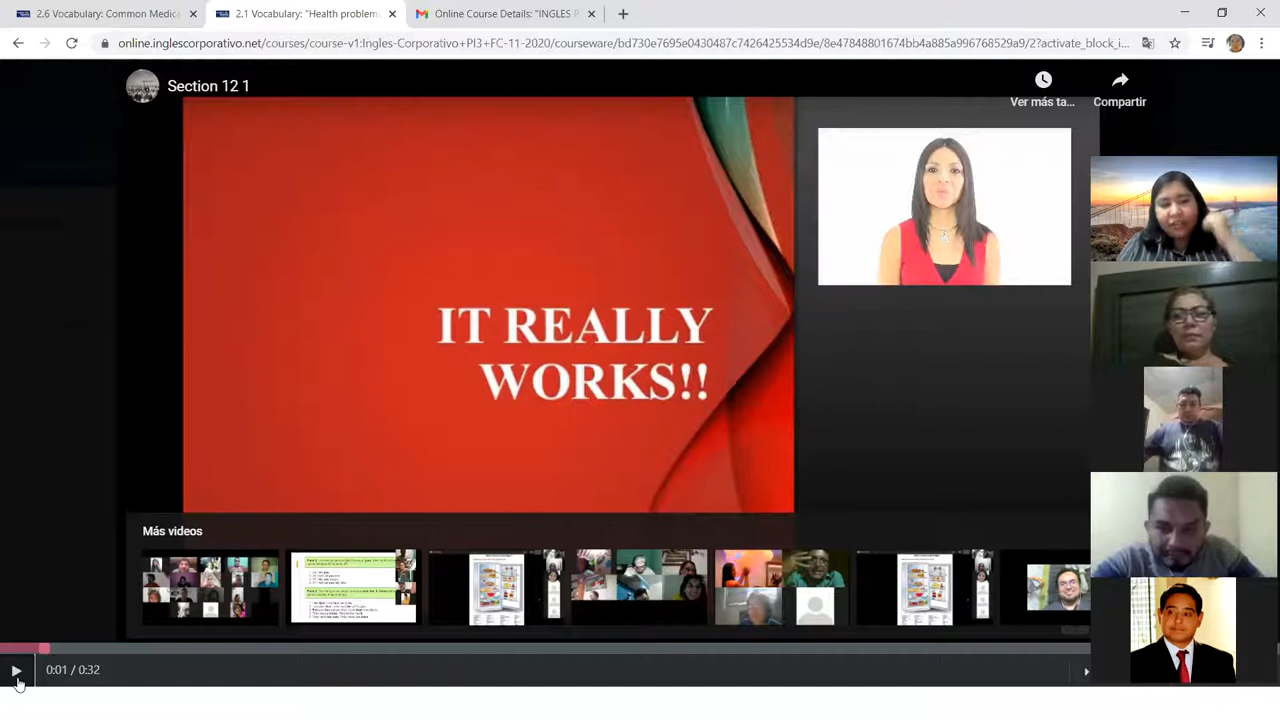 2.6 Vocabulary: Common Medica
2.1 Vocabulary: "Health problem
Online Course Details: "INGLES P
online.inglescorporativo.net/courses/course-v1:Ingles-Corporativo+PI3+FC-11-2020/courseware/bd730e7695e0430487c7426425534d9e/8e47848801674bb4a885a996768529a9/2?activate_block_i...
Section 12 1
Ver más ta...
Compartir
IT REALLY
WORKS!!
Más videos
0:01 / 0:32